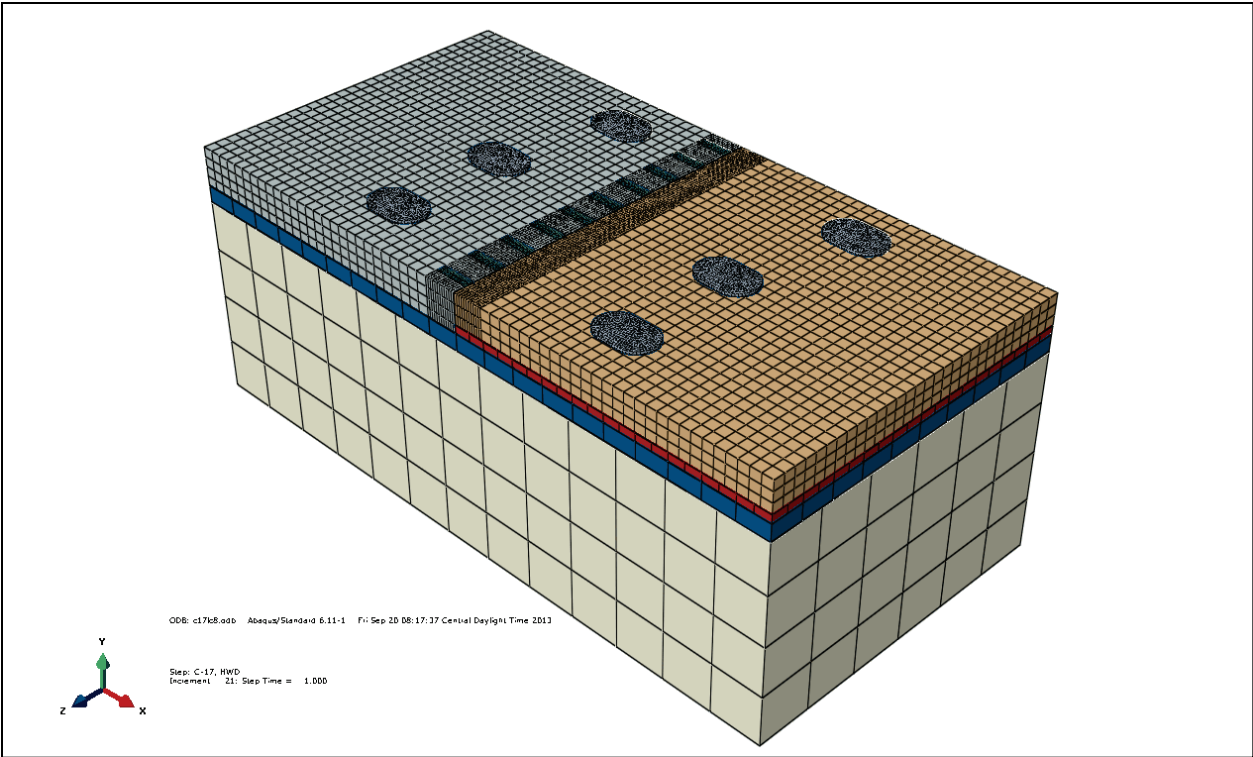 ODB: c17lc8.odb Abaqus/Standard 6.11-1 Fri Sep 20 08:17:37 Central Daylight Time 2013
Step: C-17, HWD
Increment 21: Step Time = 1.000
Y
Z X